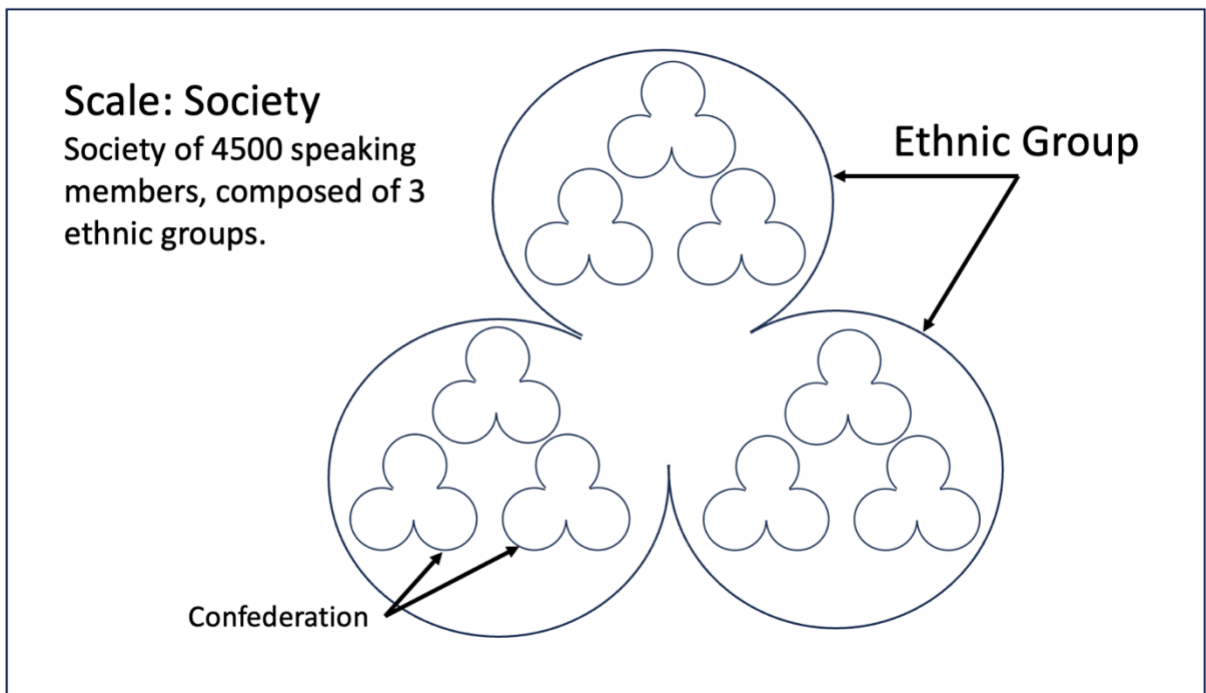 Scale: Society
Society of 4500 speaking
members, composed of 3
ethnic groups.
Ethnic Group
Confederation